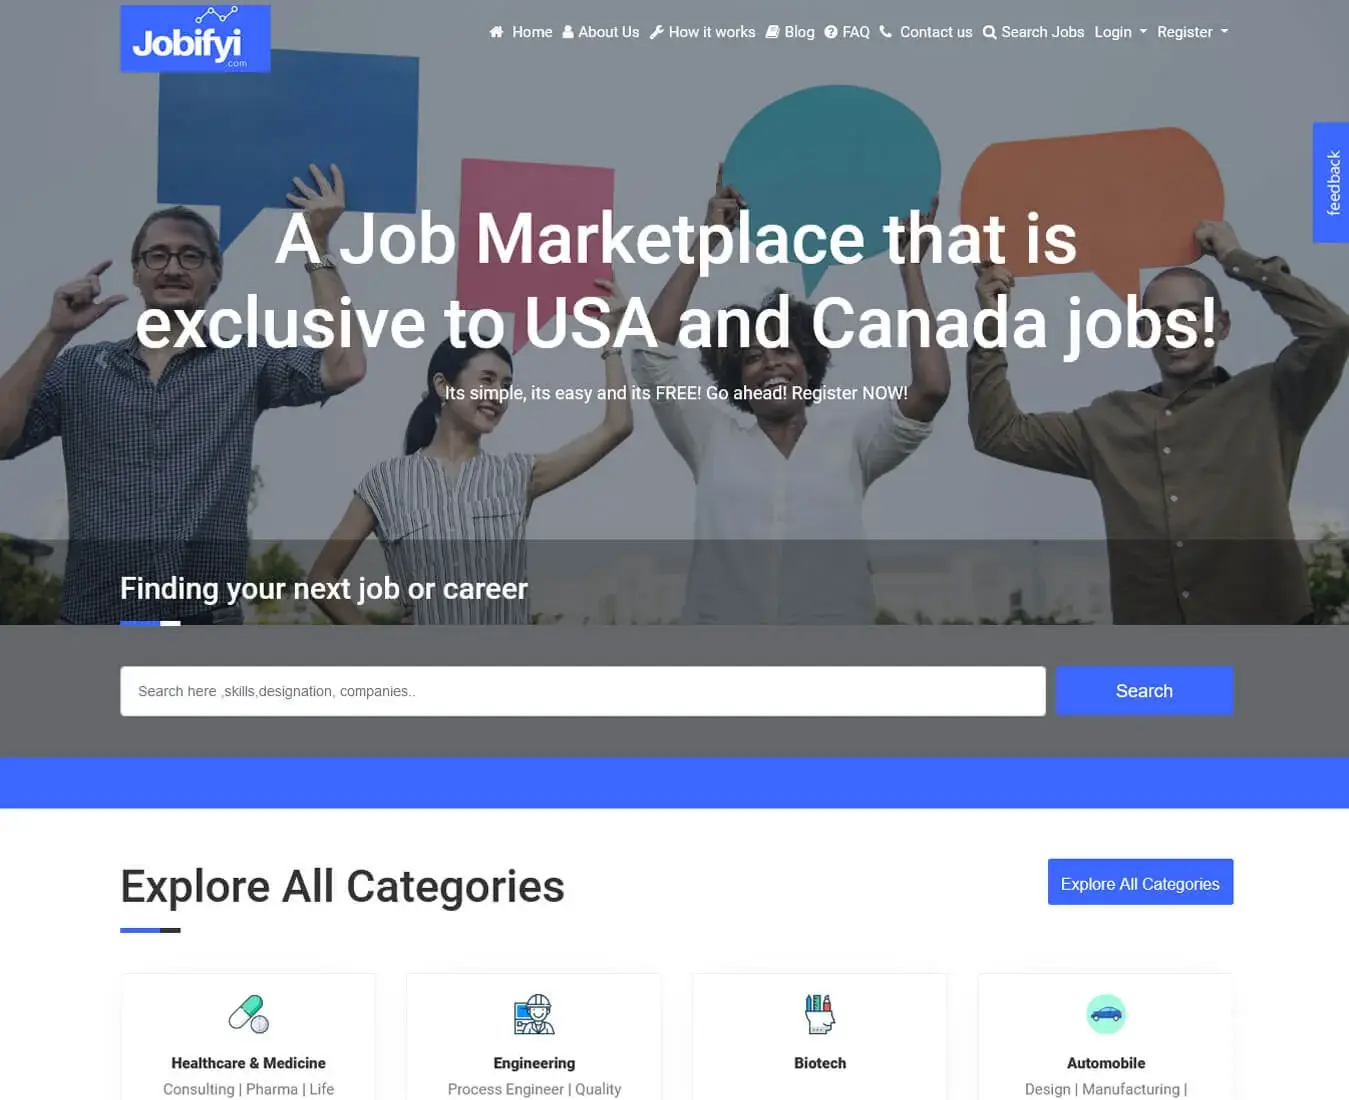 Jobifyi
.com
Home About Us How it works Blog FAQ Contact us Search Jobs Login Register
feedback
A Job Marketplace that is
exclusive to USA and Canada jobs!
Its simple, its easy and its FREE! Go ahead! Register NOW!
Finding your next job or career
Search here ,skills,designation, companies..
Search
Explore All Categories
Explore All Categories
Healthcare & Medicine
Consulting | Pharma | Life
Engineering
Process Engineer | Quality
Biotech
Automobile
Design | Manufacturing |